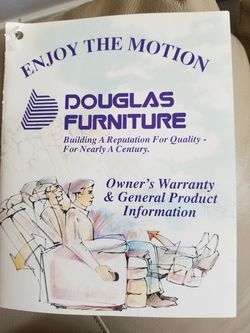 ENJOY THE MOTION
DOUGLAS
FURNITURE
Building A Reputation For Quality -
For Nearly A Century.
Owner's Warranty
& General Product
Information